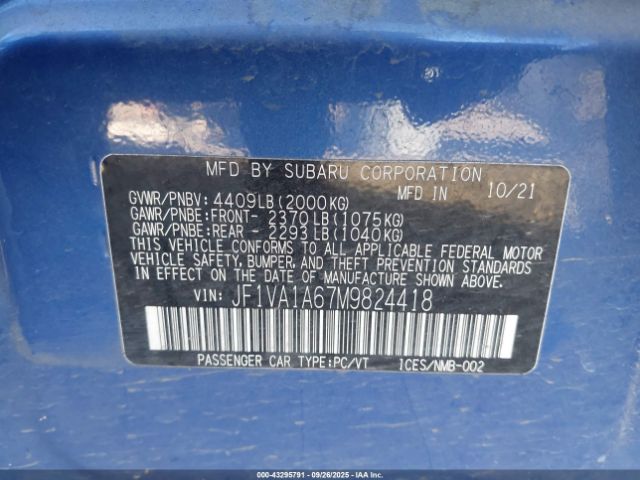 MFD BY SUBARU CORPORATION
MFD IN 10/21
GVWR/PNBV: 4409LB(2000KG)
GAWR/PNBE:FRONT- 2370LB(1075KG)
GAWR/PNBE:REAR - 2293LB(1040KG)
THIS VEHICLE CONFORMS TO ALL APPLICABLE FEDERAL MOTOR
VEHICLE SAFETY, BUMPER, AND THEFT PREVENTION STANDARDS
IN EFFECT ON THE DATE OF MANUFACTURE SHOWN ABOVE.
VIN: JF1VA1A67M9824418
PASSENGER CAR TYPE:PC/VT ICES/NMB-002
000-43295791 - 09/26/2025 - IAAI.COM